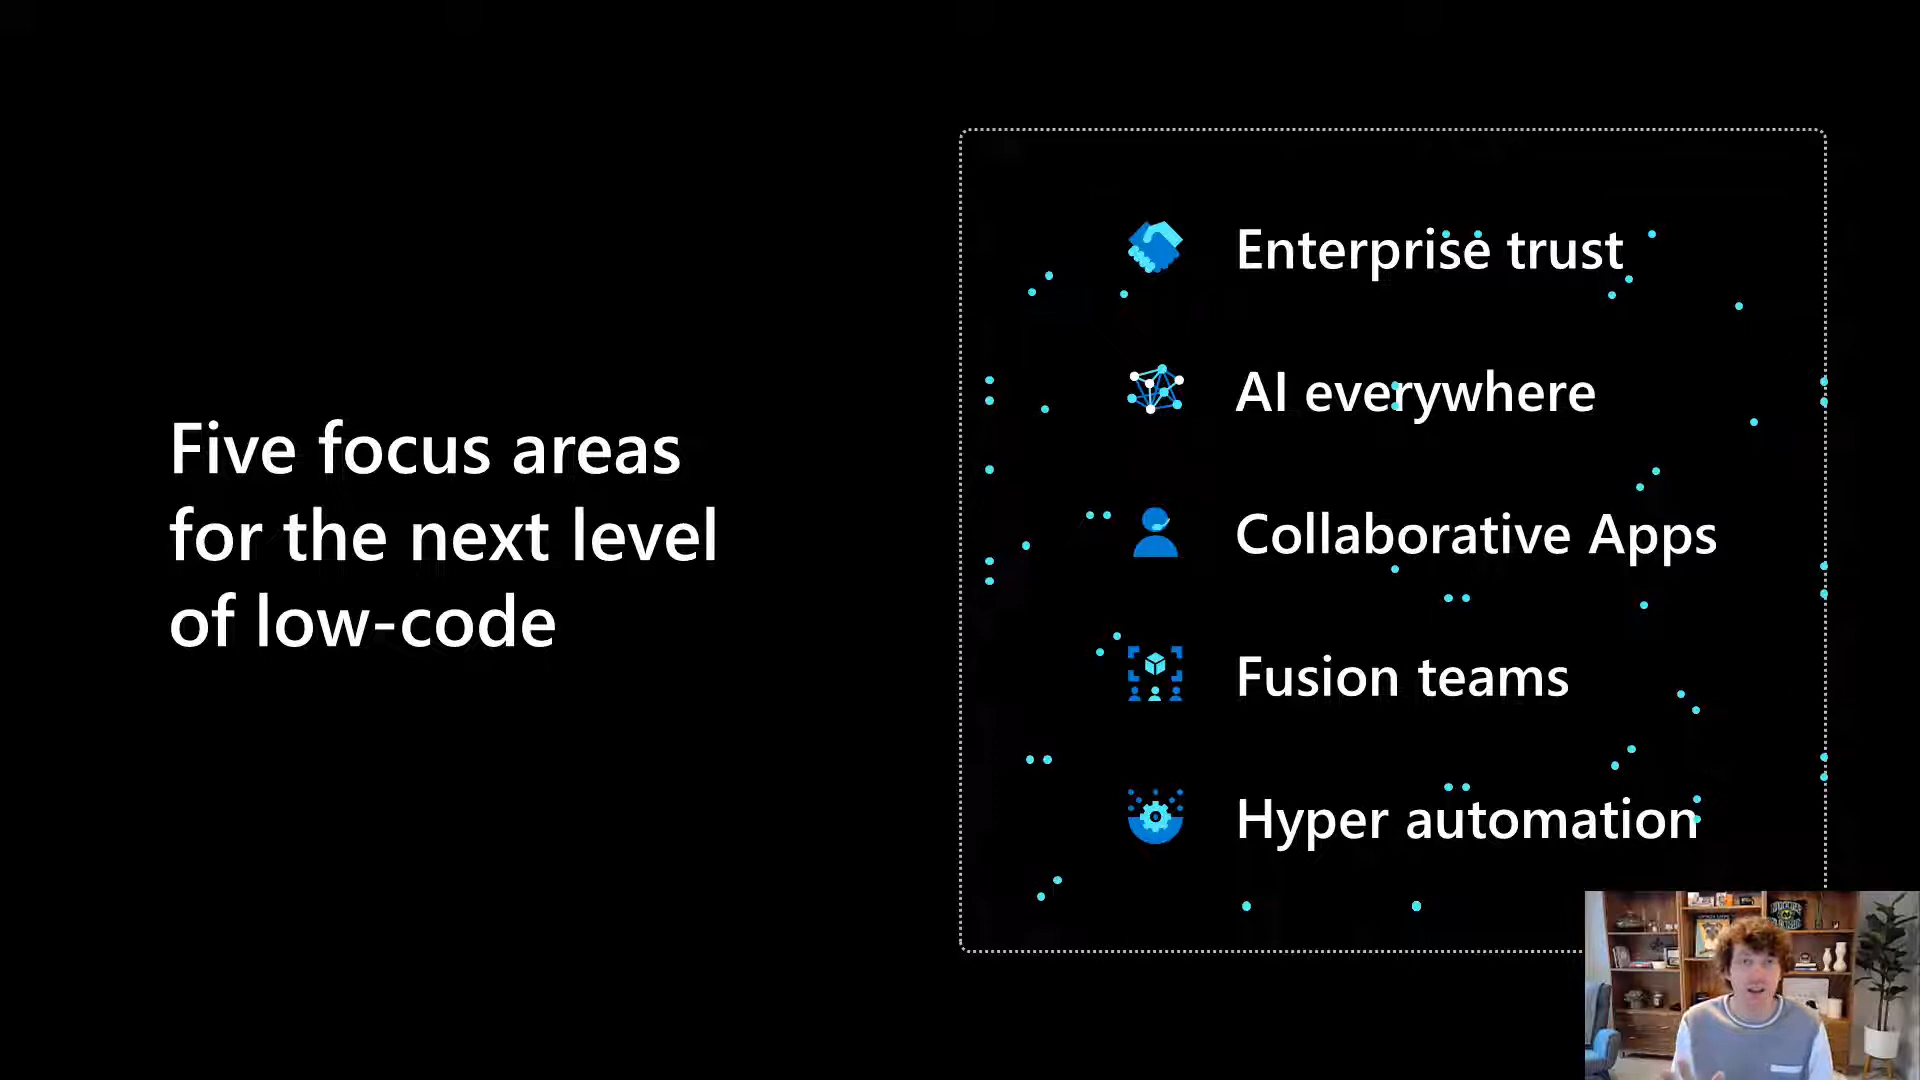 Five focus areas
for the next level
of low-code
Enterprise trust
AI everywhere
Collaborative Apps
Fusion teams
Hyper automation